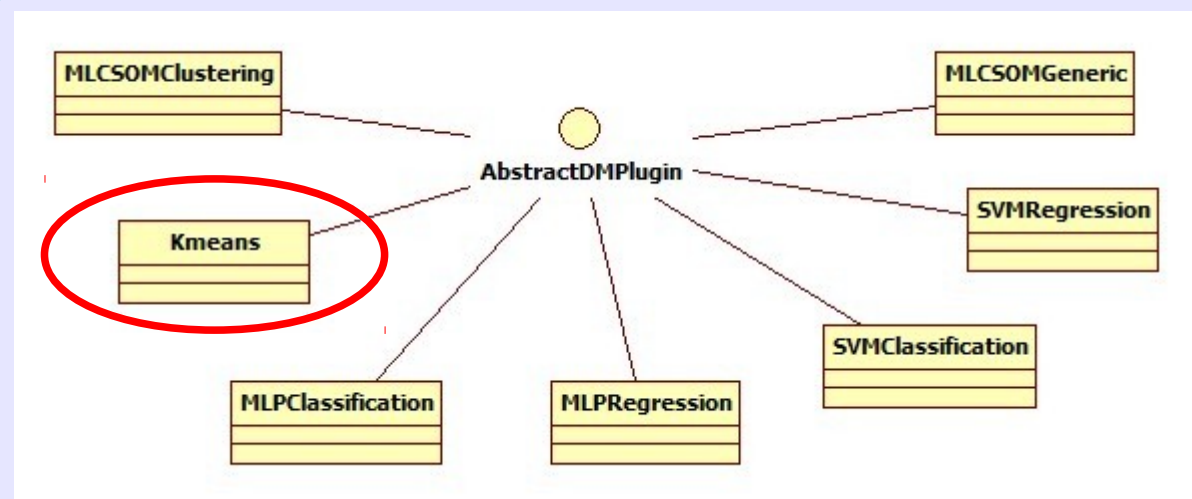 MLCSOMClustering
MLCSOMGeneric
AbstractDMPlugin
SVMRegression
Kmeans
SVMClassification
MLPClassification
MLPRegression